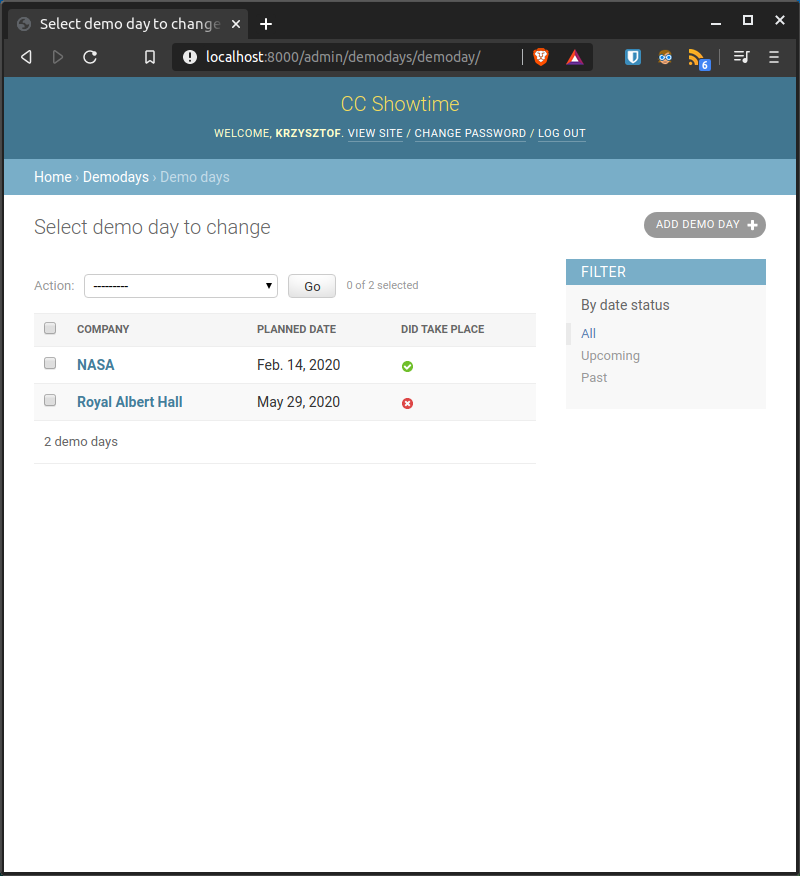 Select demo day to change
localhost:8000/admin/demodays/demoday/
6
CC Showtime
WELCOME, KRZYSZTOF. VIEW SITE / CHANGE PASSWORD / LOG OUT
Home › Demodays › Demo days
Select demo day to change
ADD DEMO DAY
Action: --------- Go 0 of 2 selected
COMPANY PLANNED DATE DID TAKE PLACE
NASA Feb. 14, 2020
Royal Albert Hall May 29, 2020
2 demo days
FILTER
By date status
All
Upcoming
Past